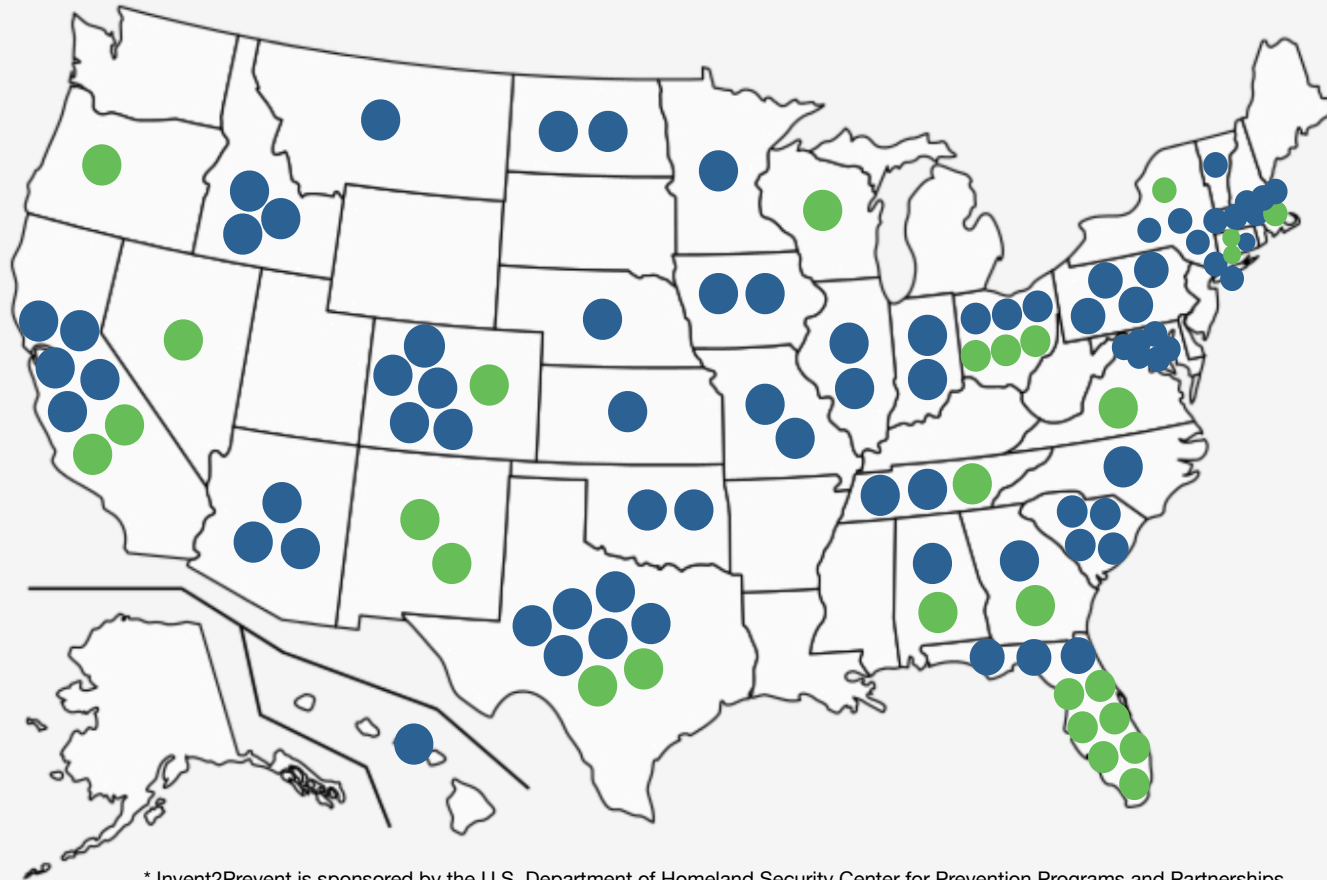 * Invent2Prevent is sponsored by the U.S. Department of Homeland Security Center for Prevention Programs and Partnerships